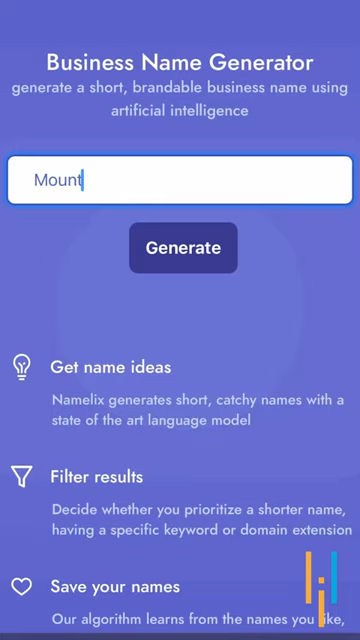 Business Name Generator
generate a short, brandable business name using
artificial intelligence
Mount
Generate
Get name ideas
Namelix generates short, catchy names with a
state of the art language model
Filter results
Decide whether you prioritize a shorter name,
having a specific keyword or domain extension
Save your names
Our algorithm learns from the names you like,